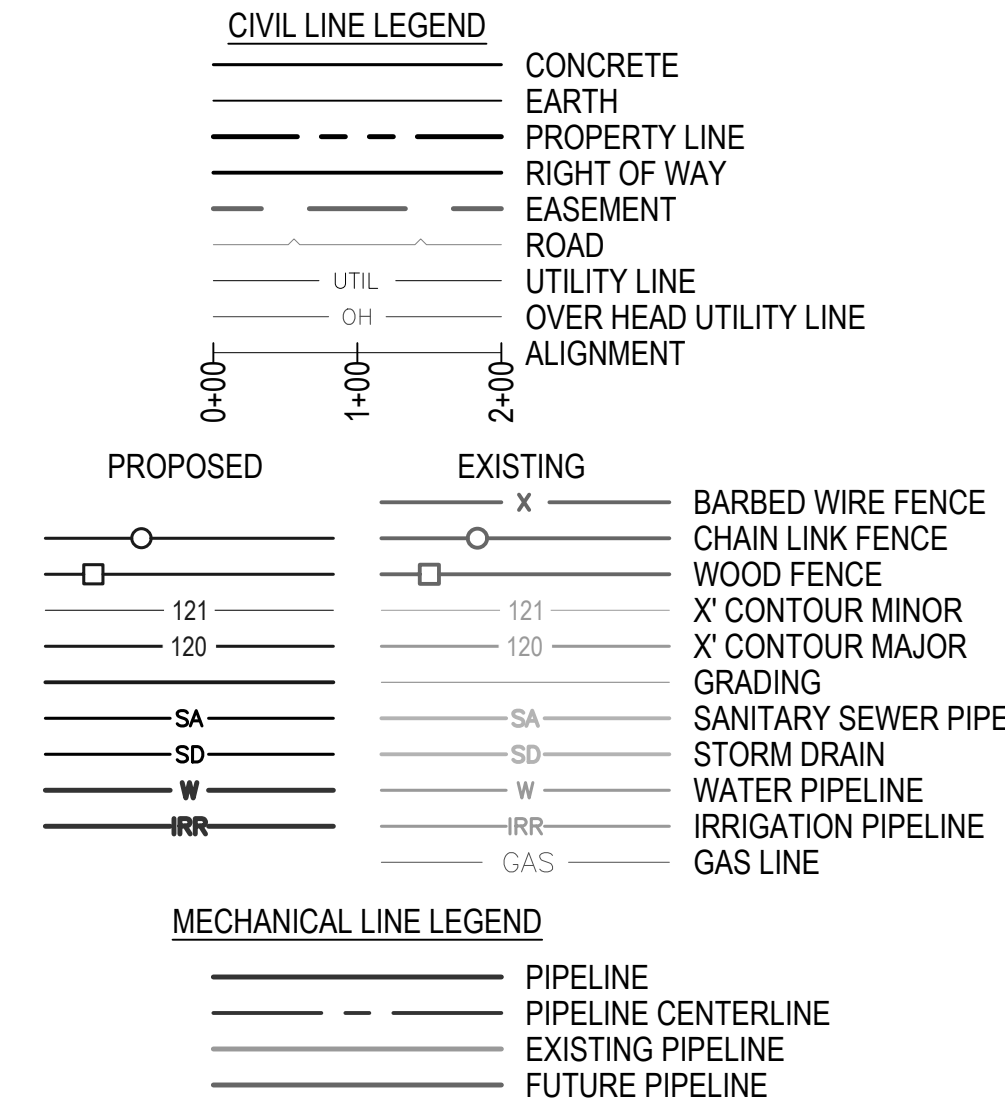 CIVIL LINE LEGEND
CONCRETE
EARTH
PROPERTY LINE
RIGHT OF WAY
EASEMENT
ROAD
UTIL UTILITY LINE
OH OVER HEAD UTILITY LINE
ALIGNMENT
0+00 1+00 2+00
PROPOSED EXISTING
X BARBED WIRE FENCE
CHAIN LINK FENCE
WOOD FENCE
121 121 X' CONTOUR MINOR
120 120 X' CONTOUR MAJOR
GRADING
SA SA SANITARY SEWER PIPE
SD SD STORM DRAIN
W W WATER PIPELINE
IRR IRR IRRIGATION PIPELINE
GAS GAS LINE
MECHANICAL LINE LEGEND
PIPELINE
PIPELINE CENTERLINE
EXISTING PIPELINE
FUTURE PIPELINE